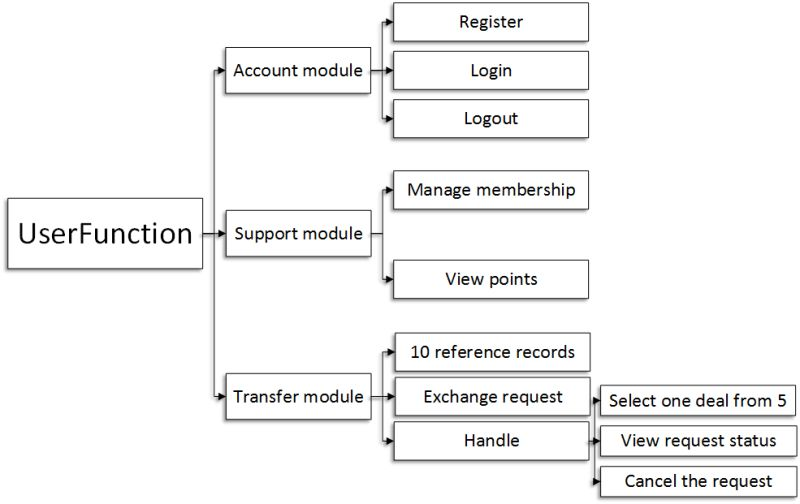 UserFunction
Account module
Register
Login
Logout
Support module
Manage membership
View points
Transfer module
10 reference records
Exchange request
Handle
Select one deal from 5
View request status
Cancel the request